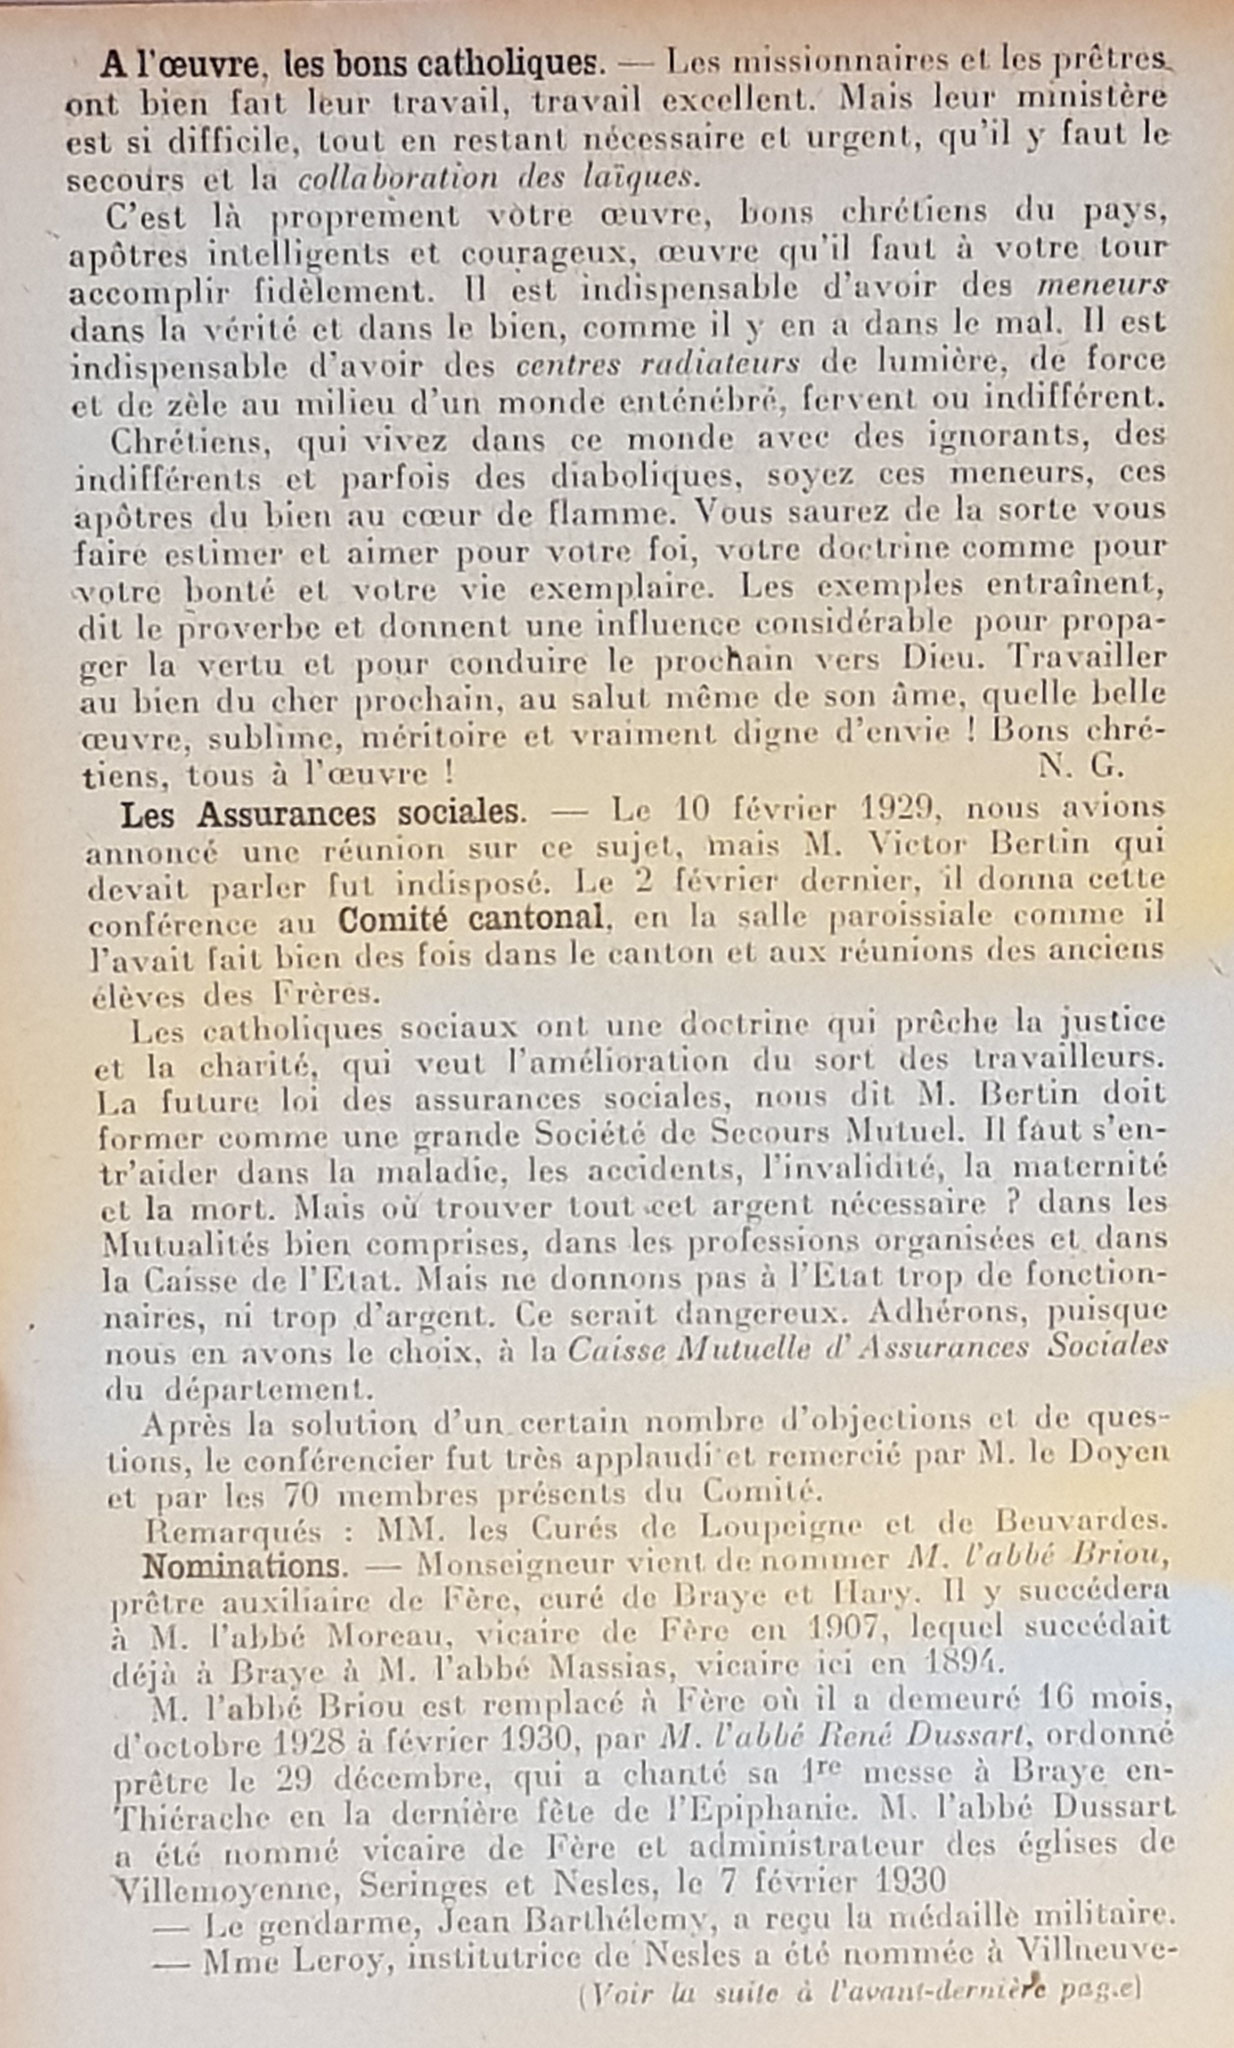 A l'œuvre, les bons catholiques. — Les missionnaires et les prêtres
ont bien fait leur travail, travail excellent. Mais leur ministère
est si difficile, tout en restant nécessaire et urgent, qu'il y faut le
secours et la collaboration des laïques.
C'est là proprement votre œuvre, bons chrétiens du pays,
apôtres intelligents et courageux, œuvre qu'il faut à votre tour
accomplir fidèlement. Il est indispensable d'avoir des meneurs
dans la vérité et dans le bien, comme il y en a dans le mal. Il est
indispensable d'avoir des centres radiateurs de lumière, de force
et de zèle au milieu d'un monde enténébré, fervent ou indifférent.
Chrétiens, qui vivez dans ce monde avec des ignorants, des
indifférents et parfois des diaboliques, soyez ces meneurs, ces
apôtres du bien au cœur de flamme. Vous saurez de la sorte vous
faire estimer et aimer pour votre foi, votre doctrine comme pour
votre bonté et votre vie exemplaire. Les exemples entraînent,
dit le proverbe et donnent une influence considérable pour propa-
ger la vertu et pour conduire le prochain vers Dieu. Travailler
au bien du cher prochain, au salut même de son âme, quelle belle
œuvre, sublime, méritoire et vraiment digne d'envie ! Bons chré-
tiens, tous à l'œuvre ! N. G.
Les Assurances sociales. — Le 10 février 1929, nous avions
annoncé une réunion sur ce sujet, mais M. Victor Bertin qui
devait parler fut indisposé. Le 2 février dernier, il donna cette
conférence au Comité cantonal, en la salle paroissiale comme il
l'avait fait bien des fois dans le canton et aux réunions des anciens
élèves des Frères.
Les catholiques sociaux ont une doctrine qui prêche la justice
et la charité, qui veut l'amélioration du sort des travailleurs.
La future loi des assurances sociales, nous dit M. Bertin doit
former comme une grande Société de Secours Mutuel. Il faut s'en-
tr'aider dans la maladie, les accidents, l'invalidité, la maternité
et la mort. Mais où trouver tout cet argent nécessaire ? dans les
Mutualités bien comprises, dans les professions organisées et dans
la Caisse de l'Etat. Mais ne donnons pas à l'Etat trop de fonction-
naires, ni trop d'argent. Ce serait dangereux. Adhérons, puisque
nous en avons le choix, à la Caisse Mutuelle d'Assurances Sociales
du département.
Après la solution d'un certain nombre d'objections et de ques-
tions, le conférencier fut très applaudi et remercié par M. le Doyen
et par les 70 membres présents du Comité.
Remarqués : MM. les Curés de Loupeigne et de Beuvardes.
Nominations. — Monseigneur vient de nommer M. l'abbé Briou,
prêtre auxiliaire de Fère, curé de Braye et Hary. Il y succédera
à M. l'abbé Moreau, vicaire de Fère en 1907, lequel succédait
déjà à Braye à M. l'abbé Massias, vicaire ici en 1894.
M. l'abbé Briou est remplacé à Fère où il a demeuré 16 mois,
d'octobre 1928 à février 1930, par M. l'abbé René Dussart, ordonné
prêtre le 29 décembre, qui a chanté sa 1re messe à Braye en-
Thiérache en la dernière fête de l'Epiphanie. M. l'abbé Dussart
a été nommé vicaire de Fère et administrateur des églises de
Villemoyenne, Seringes et Nesles, le 7 février 1930
— Le gendarme, Jean Barthélemy, a reçu la médaille militaire.
— Mme Leroy, institutrice de Nesles a été nommée à Villneuve-
(Voir la suite à l'avant-dernière pag.e)